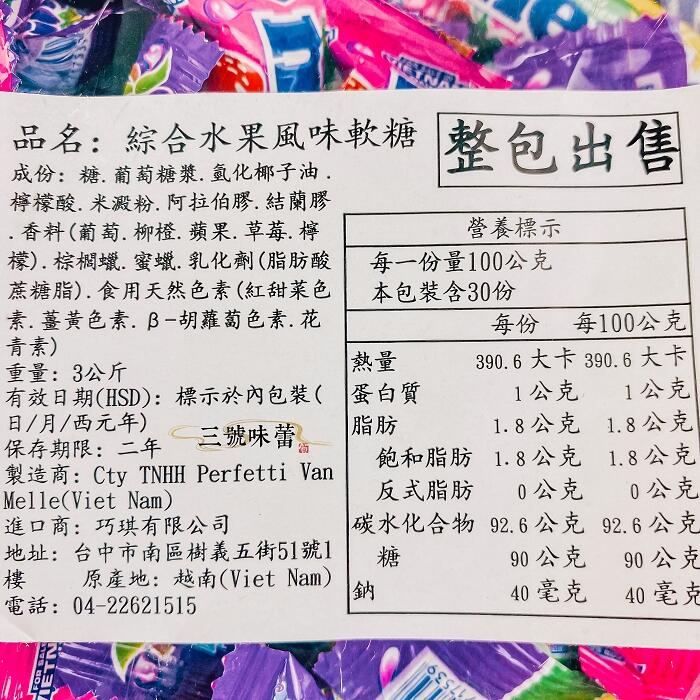 品名: 綜合水果風味軟糖
整包出售
成份: 糖.葡萄糖漿.氫化椰子油.
檸檬酸.米澱粉.阿拉伯膠.結蘭膠
.香料(葡萄.柳橙.蘋果.草莓.檸
檬).棕櫚蠟.蜜蠟.乳化劑(脂肪酸
蔗糖脂).食用天然色素(紅甜菜色
素.薑黃色素.β-胡蘿蔔色素.花
青素)
重量: 3公斤
有效日期(HSD): 標示於內包裝(
日/月/西元年)
保存期限: 二年
三號味蕾
製造商: Cty TNHH Perfetti Van
Melle(Viet Nam)
進口商: 巧琪有限公司
地址: 台中市南區樹義五街51號1
樓 原產地: 越南(Viet Nam)
電話: 04-22621515
營養標示
每一份量100公克
本包裝含30份
每份 每100公克
熱量 390.6 大卡 390.6 大卡
蛋白質 1 公克 1 公克
脂肪 1.8 公克 1.8 公克
飽和脂肪 1.8 公克 1.8 公克
反式脂肪 0 公克 0 公克
碳水化合物 92.6 公克 92.6 公克
糖 90 公克 90 公克
鈉 40 毫克 40 毫克